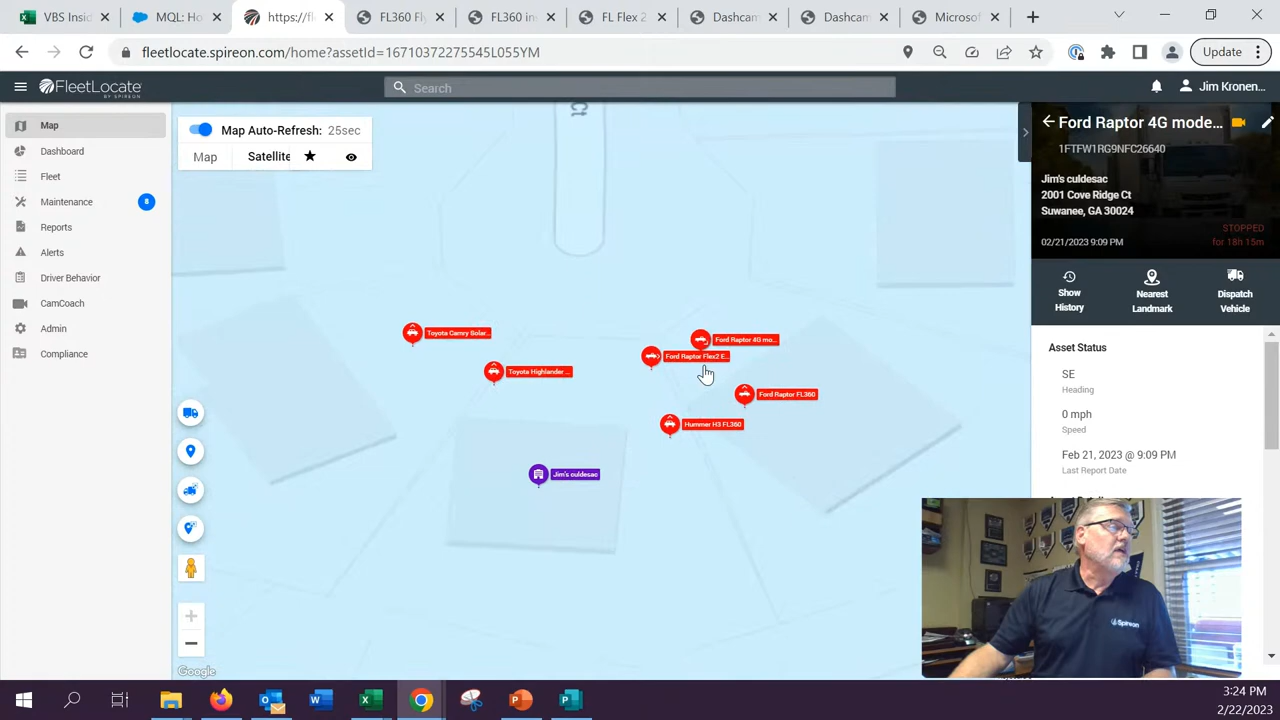 VBS Insid
MQL: Ho
https://fl
FL360 Fly
FL360 in
FL Flex 2
Dashcam
Dashcam
Microsof
fleetlocate.spireon.com/home?assetId=16710372275545L055YM
Update
FleetLocate
BY SPIREON
Search
Jim Kronen...
Map
Dashboard
Fleet
Maintenance
8
Reports
Alerts
Driver Behavior
CamCoach
Admin
Compliance
Map Auto-Refresh: 25sec
Map
Satellite
Ct
Toyota Camry Solar...
Toyota Highlander ...
Ford Raptor 4G mo...
Ford Raptor Flex2 E...
Ford Raptor FL360
Hummer H3 FL360
Jim's culdesac
Google
Ford Raptor 4G mode...
1FTFW1RG9NFC26640
Jim's culdesac
2001 Cove Ridge Ct
Suwanee, GA 30024
STOPPED
02/21/2023 9:09 PM
for 18h 15m
Show
History
Nearest
Landmark
Dispatch
Vehicle
Asset Status
SE
Heading
0 mph
Speed
Feb 21, 2023 @ 9:09 PM
Last Report Date
Spireon
3:24 PM
2/22/2023